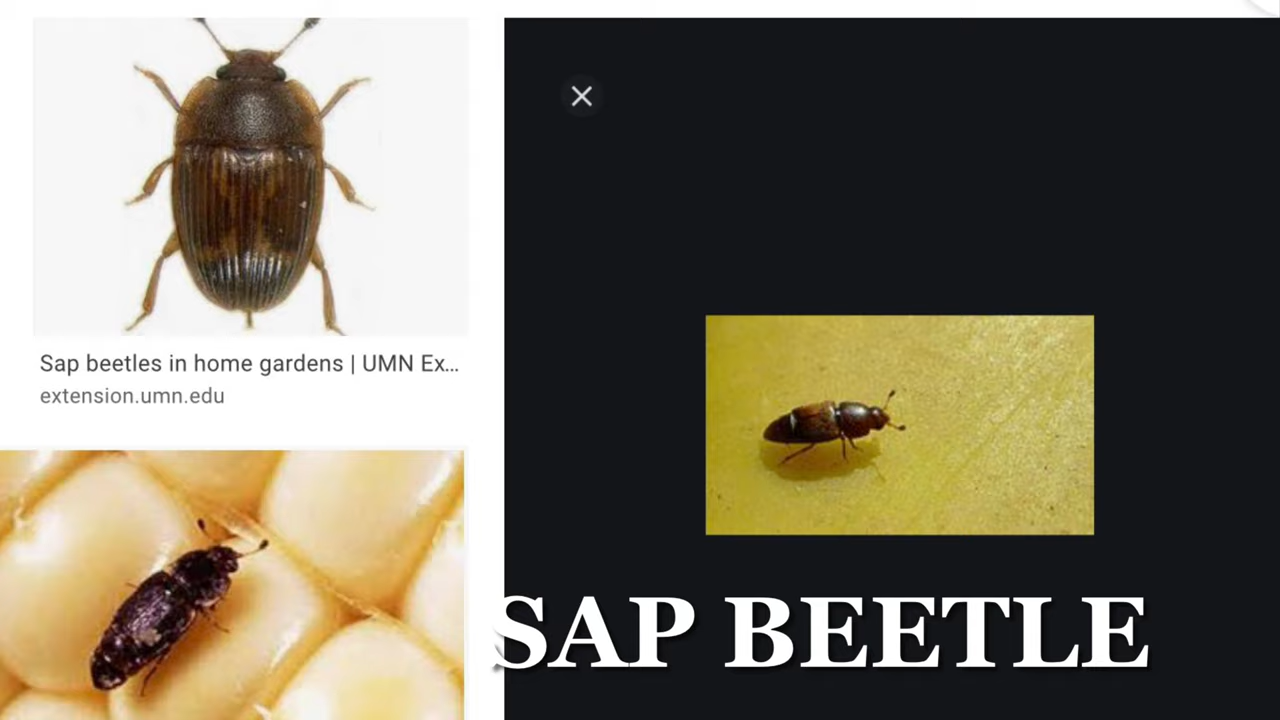 Sap beetles in home gardens | UMN Ex...
extension.umn.edu
SAP BEETLE